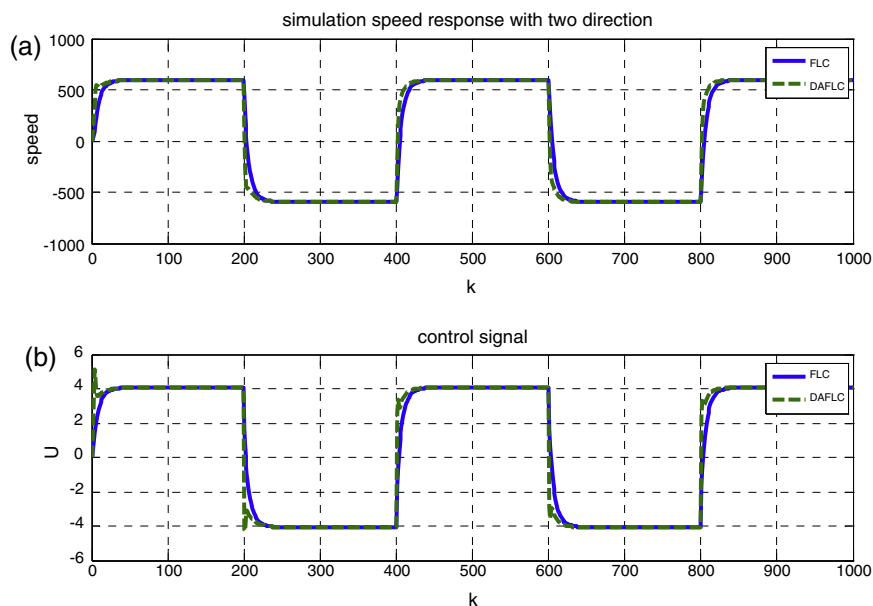 simulation speed response with two direction
(a)
1000
500
0
-500
-1000
speed
FLC
DAFLC
0 100 200 300 400 500 600 700 800 900 1000
k
control signal
(b)
6
4
2
0
-2
-4
-6
U
FLC
DAFLC
0 100 200 300 400 500 600 700 800 900 1000
k